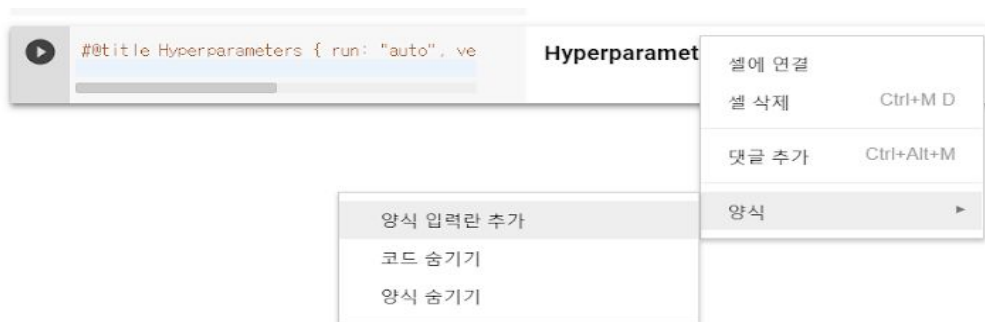 #@title Hyperparameters { run: "auto", ve
Hyperparamet
셀에 연결
셀 삭제 Ctrl+M D
댓글 추가 Ctrl+Alt+M
양식
양식 입력란 추가
코드 숨기기
양식 숨기기